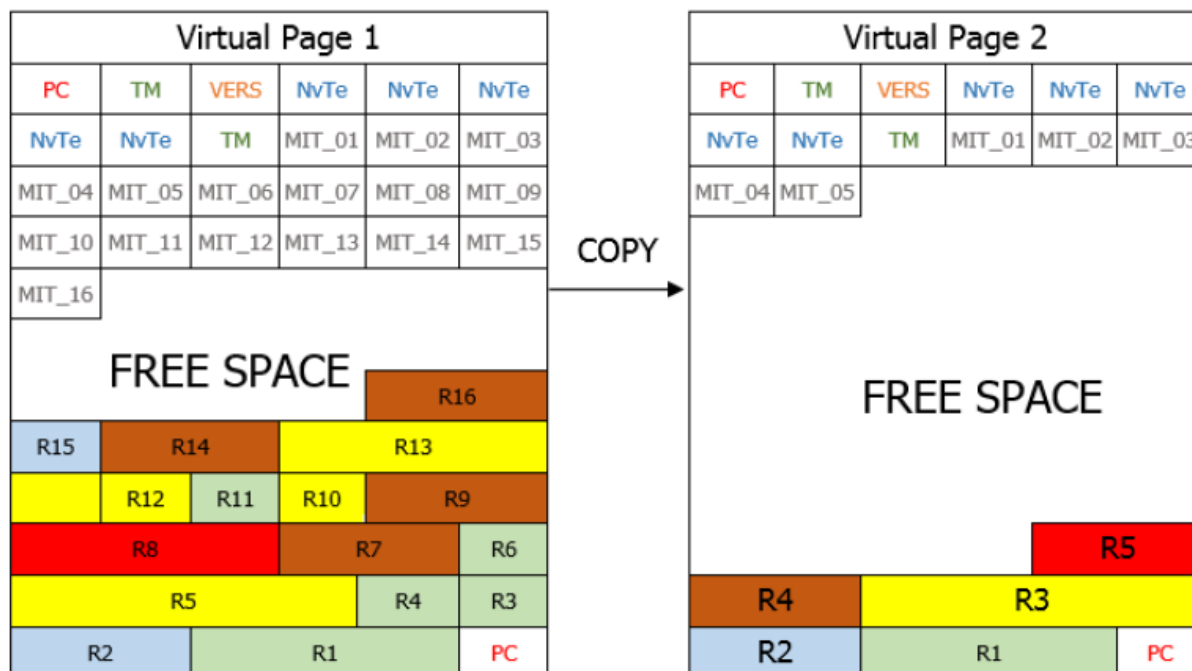 Virtual Page 1
PC TM VERS NvTe NvTe NvTe
NvTe NvTe TM MIT_01 MIT_02 MIT_03
MIT_04 MIT_05 MIT_06 MIT_07 MIT_08 MIT_09
MIT_10 MIT_11 MIT_12 MIT_13 MIT_14 MIT_15
MIT_16
FREE SPACE
R16
R15 R14 R13
R12 R11 R10 R9
R8 R7 R6
R5 R4 R3
R2 R1 PC
COPY
Virtual Page 2
PC TM VERS NvTe NvTe NvTe
NvTe NvTe TM MIT_01 MIT_02 MIT_03
MIT_04 MIT_05
FREE SPACE
R5
R4 R3
R2 R1 PC